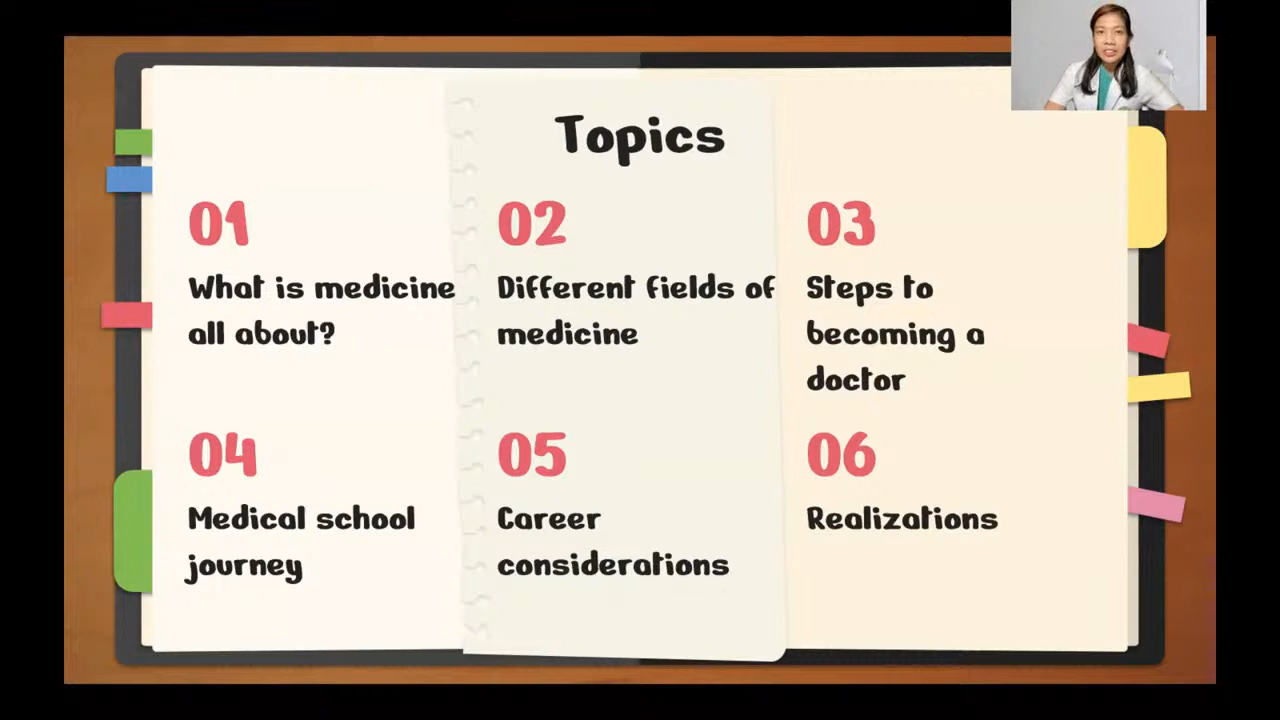 Topics
01
What is medicine
all about?
02
Different fields of
medicine
03
Steps to
becoming a
doctor
04
Medical school
journey
05
Career
considerations
06
Realizations